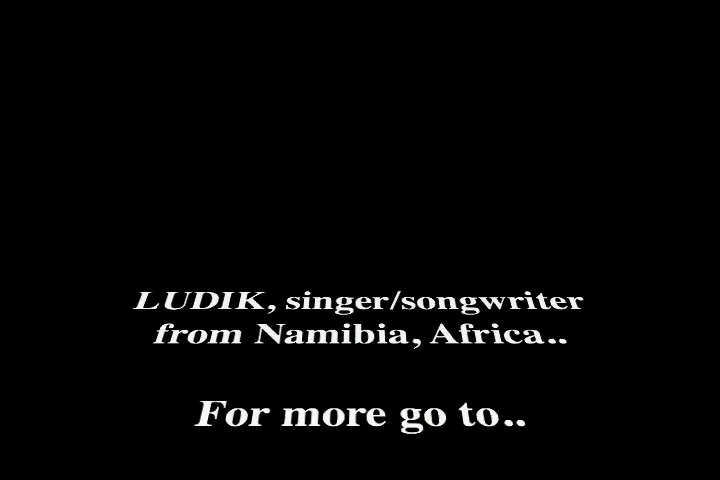 LUDIK, singer/songwriter
from Namibia, Africa..
For more go to..